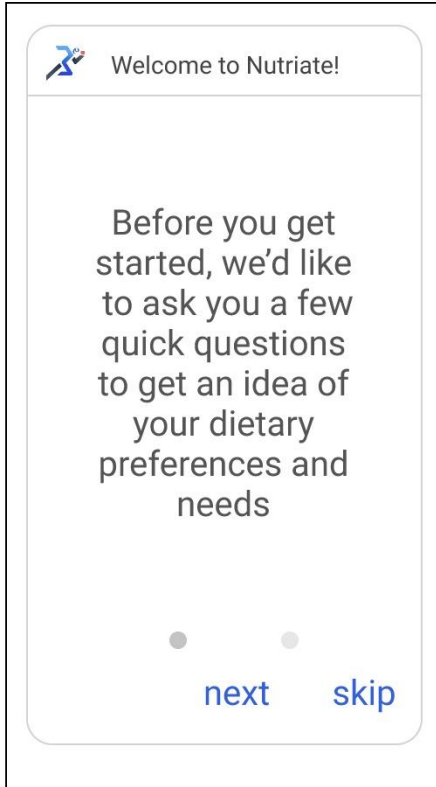 Welcome to Nutriate!
Before you get
started, we’d like
to ask you a few
quick questions
to get an idea of
your dietary
preferences and
needs
next skip